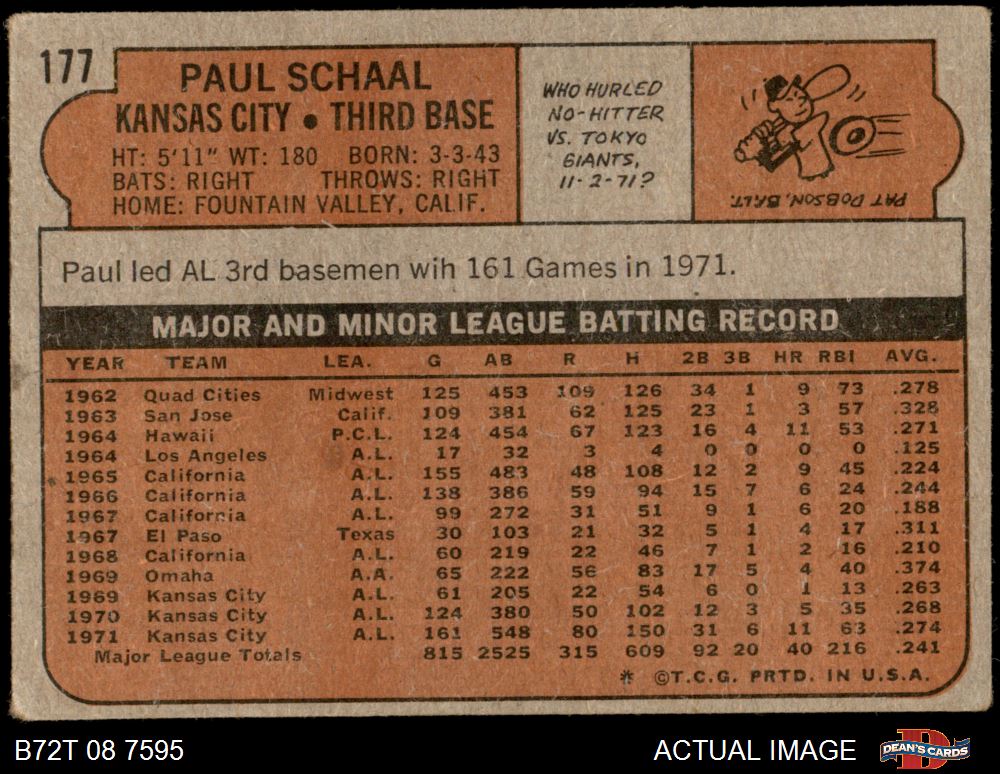 177
PAUL SCHAAL
KANSAS CITY • THIRD BASE
HT: 5'11" WT: 180 BORN: 3-3-43
BATS: RIGHT THROWS: RIGHT
HOME: FOUNTAIN VALLEY, CALIF.
WHO HURLED
NO-HITTER
VS. TOKYO
GIANTS,
11-2-71?
PAT DOBSON, BALT.
Paul led AL 3rd basemen wih 161 Games in 1971.
MAJOR AND MINOR LEAGUE BATTING RECORD
YEAR TEAM LEA. G AB R H 2B 3B HR RBI AVG.
1962 Quad Cities Midwest 125 453 109 126 34 1 9 73 .278
1963 San Jose Calif. 109 381 62 125 23 1 3 57 .328
1964 Hawaii P.C.L. 124 454 67 123 16 4 11 53 .271
1964 Los Angeles A.L. 17 32 3 4 0 0 0 0 .125
1965 California A.L. 155 483 48 108 12 2 9 45 .224
1966 California A.L. 138 386 59 94 15 7 6 24 .244
1967 California A.L. 99 272 31 51 9 1 6 20 .188
1967 El Paso Texas 30 103 21 32 5 1 4 17 .311
1968 California A.L. 60 219 22 46 7 1 2 16 .210
1969 Omaha A.A. 65 222 56 83 17 5 4 40 .374
1969 Kansas City A.L. 61 205 22 54 6 0 1 13 .263
1970 Kansas City A.L. 124 380 50 102 12 3 5 35 .268
1971 Kansas City A.L. 161 548 80 150 31 6 11 63 .274
Major League Totals 815 2525 315 609 92 20 40 216 .241
* ©T.C.G. PRTD. IN U.S.A.
B72T 08 7595
ACTUAL IMAGE
DEAN'S CARDS